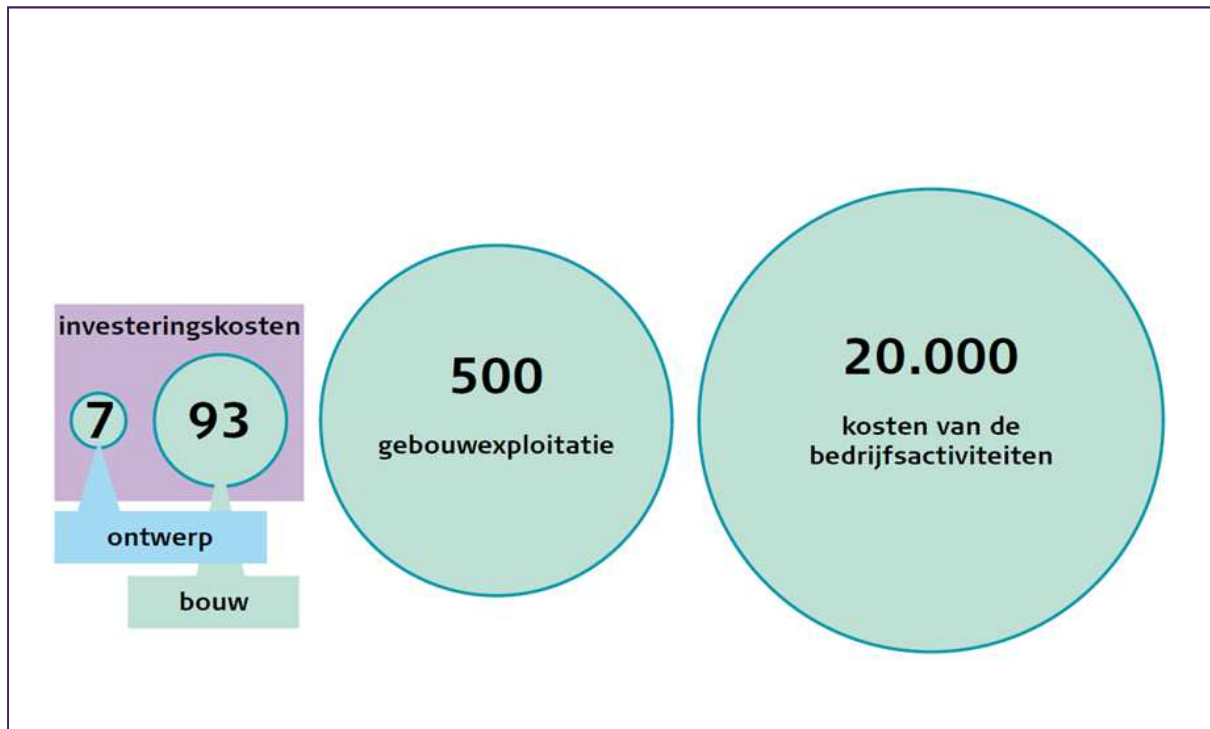 investeringskosten
7
93
ontwerp
bouw
500
gebouwexploitatie
20.000
kosten van de
bedrijfsactiviteiten